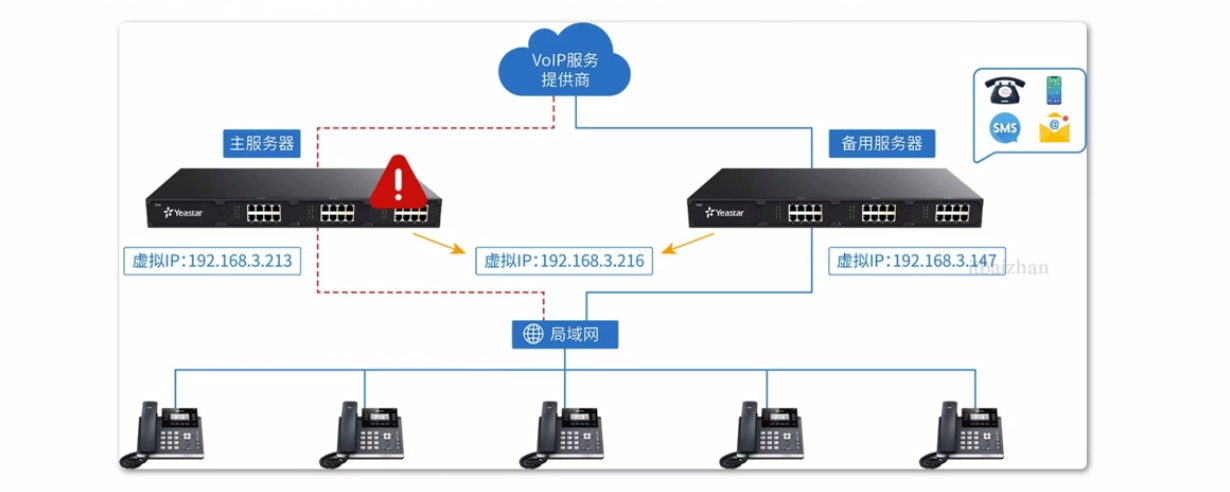 VoIP服务
提供商
主服务器
备用服务器
SMS
@
Yeastar
Yeastar
虚拟IP:192.168.3.213
虚拟IP:192.168.3.216
虚拟IP:192.168.3.147
itbaizhan
局域网